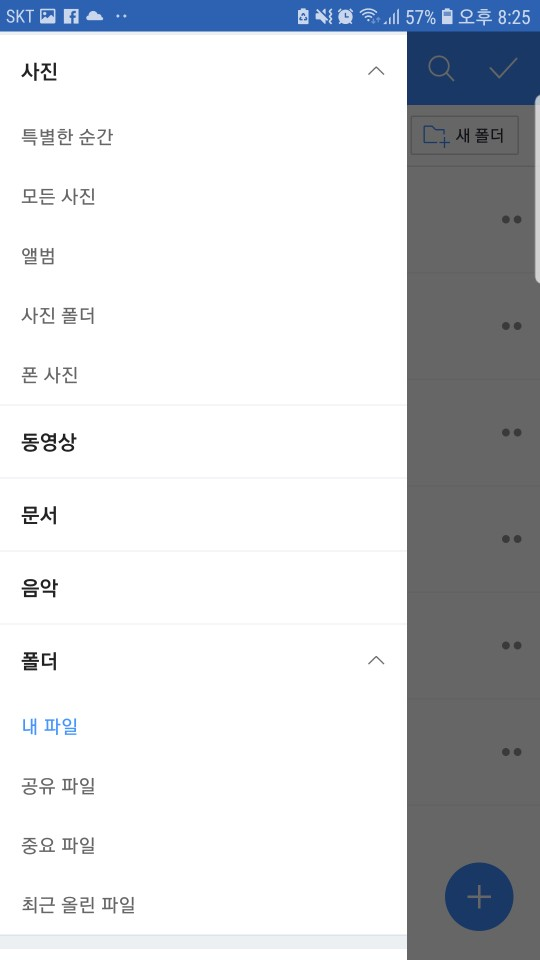 SKT 57% 오후 8:25
사진
새 폴더
특별한 순간
모든 사진
앨범
사진 폴더
폰 사진
동영상
문서
음악
폴더
내 파일
공유 파일
중요 파일
최근 올린 파일